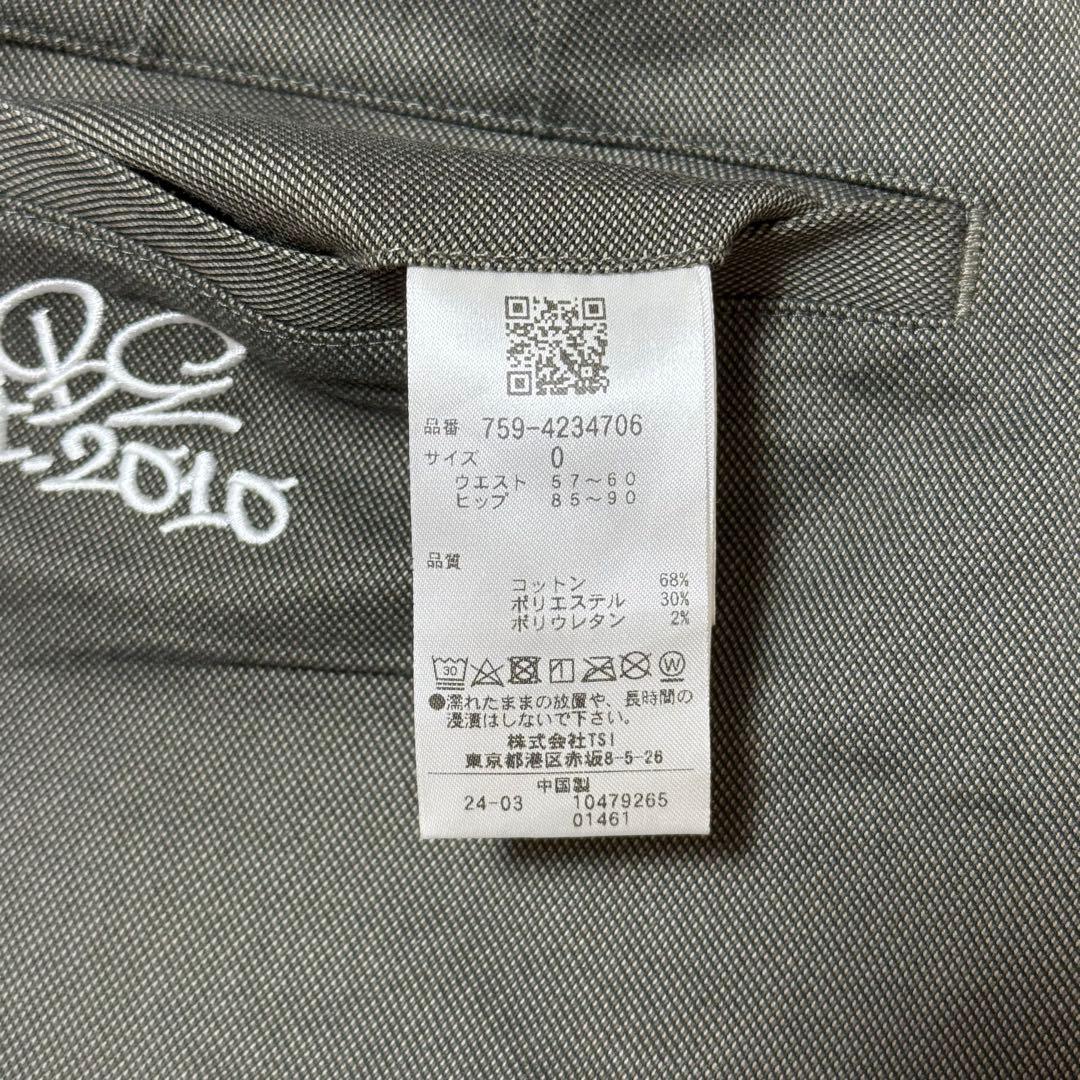 品番 759-4234706
サイズ 0
ウエスト 57～60
ヒップ 85～90
品質
コットン 68%
ポリエステル 30%
ポリウレタン 2%
30
W
●濡れたままの放置や、長時間の
浸漬はしないで下さい。
株式会社TSI
東京都港区赤坂8-5-26
中国製
24-03 10479265
01461
.2010